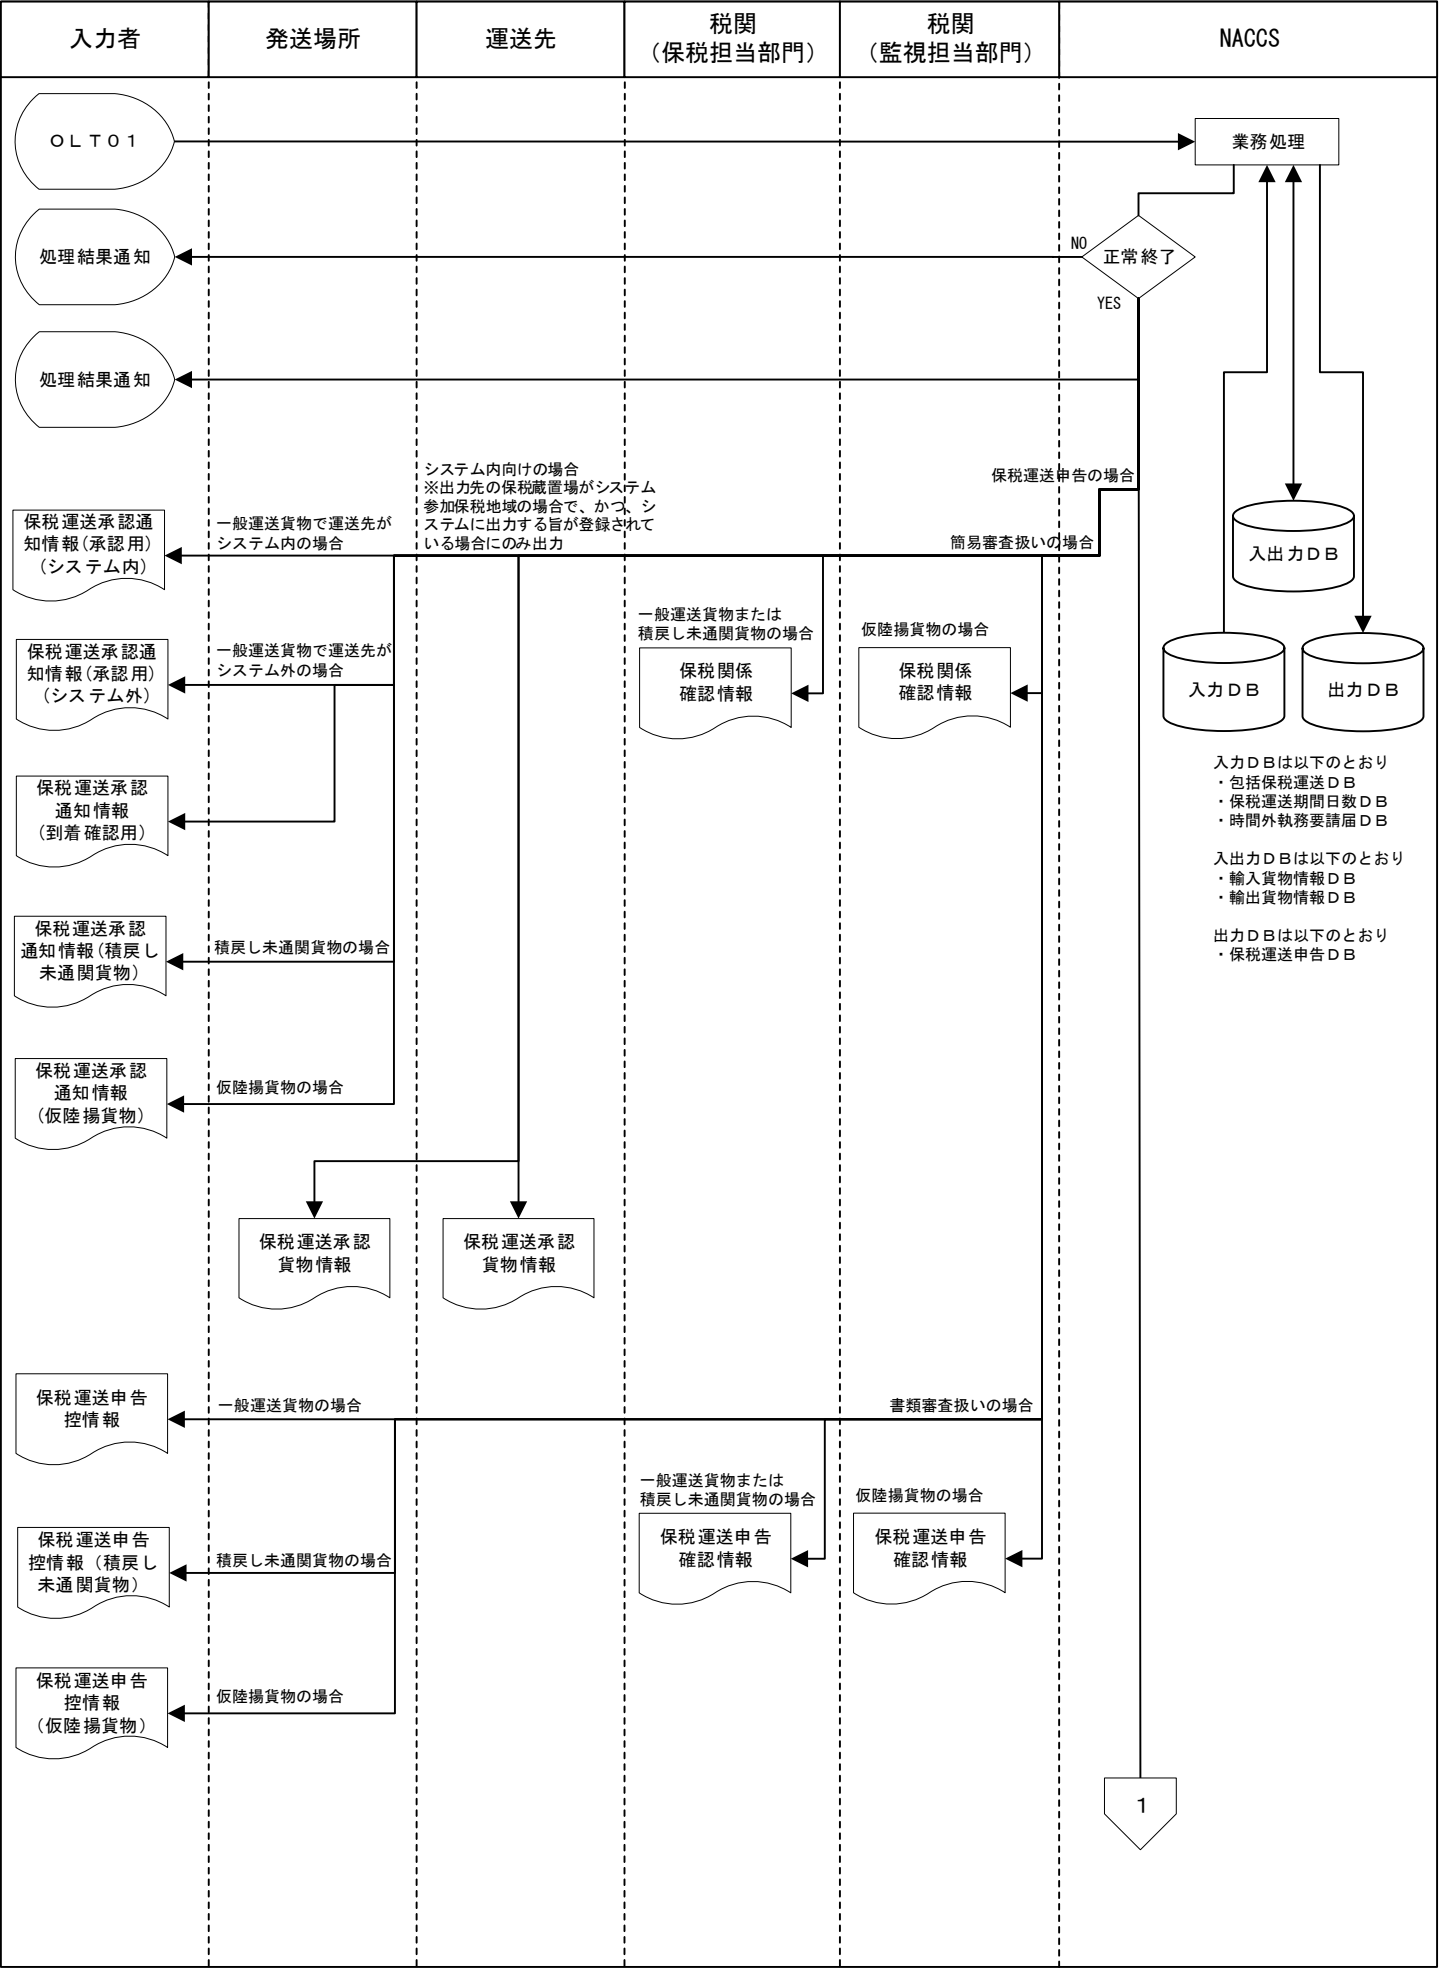 入力者
発送場所
運送先
税関
（保税担当部門）
税関
（監視担当部門）
NACCS
ＯＬＴ０１
業務処理
処理結果通知
NO
正常終了
YES
処理結果通知
保税運送申告の場合
システム内向けの場合
※出力先の保税蔵置場がシステム
参加保税地域の場合で、かつ、シ
ステムに出力する旨が登録されて
いる場合にのみ出力
簡易審査扱いの場合
一般運送貨物で運送先が
システム内の場合
保税運送承認通
知情報（承認用）
（システム内）
入出力ＤＢ
一般運送貨物または
積戻し未通関貨物の場合
仮陸揚貨物の場合
一般運送貨物で運送先が
システム外の場合
保税運送承認通
知情報（承認用）
（システム外）
保税関係
確認情報
保税関係
確認情報
入力ＤＢ
出力ＤＢ
保税運送承認
通知情報
（到着確認用）
入力ＤＢは以下のとおり
・包括保税運送ＤＢ
・保税運送期間日数ＤＢ
・時間外執務要請届ＤＢ
入出力ＤＢは以下のとおり
・輸入貨物情報ＤＢ
・輸出貨物情報ＤＢ
出力ＤＢは以下のとおり
・保税運送申告ＤＢ
保税運送承認
通知情報（積戻し
未通関貨物）
積戻し未通関貨物の場合
保税運送承認
通知情報
（仮陸揚貨物）
仮陸揚貨物の場合
保税運送承認
貨物情報
保税運送承認
貨物情報
保税運送申告
控情報
一般運送貨物の場合
書類審査扱いの場合
一般運送貨物または
積戻し未通関貨物の場合
仮陸揚貨物の場合
保税運送申告
控情報（積戻し
未通関貨物）
積戻し未通関貨物の場合
保税運送申告
確認情報
保税運送申告
確認情報
保税運送申告
控情報
（仮陸揚貨物）
仮陸揚貨物の場合
１